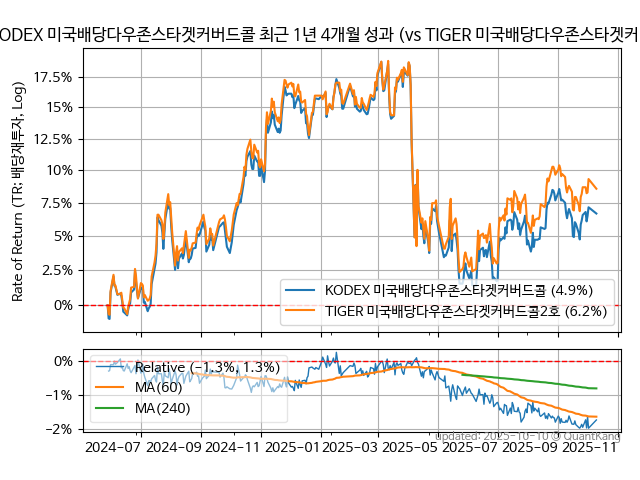 ODEX 미국배당다우존스타겟커버드콜 최근 1년 4개월 성과 (vs TIGER 미국배당다우존스타겟커
Rate of Return (TR: 배당재투자, Log)
17.5%
15%
12.5%
10%
7.5%
5%
2.5%
0%
KODEX 미국배당다우존스타겟커버드콜 (4.9%)
TIGER 미국배당다우존스타겟커버드콜2호 (6.2%)
0%
−1%
−2%
Relative (−1.3%, 1.3%)
MA(60)
MA(240)
Updated: 2025-10-10 © QuantKang
2024-07 2024-09 2024-11 2025-01 2025-03 2025-05 2025-07 2025-09 2025-11